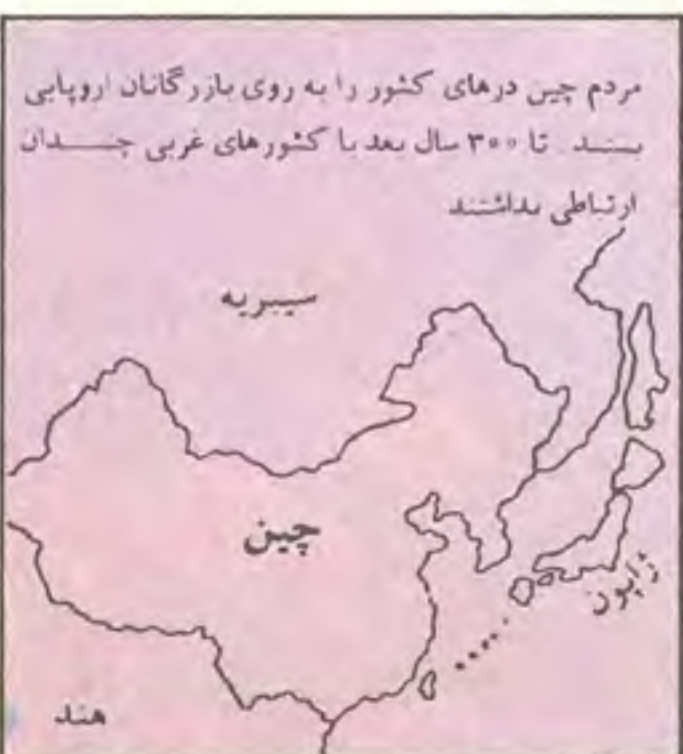 مردم چین درهای کشور را به روی بازرگانان اروپایی
بستند. تا ۳۰۰ سال بعد با کشورهای غربی چندان
ارتباطی نداشتند
سیبریه
چین
ژاپون
هند